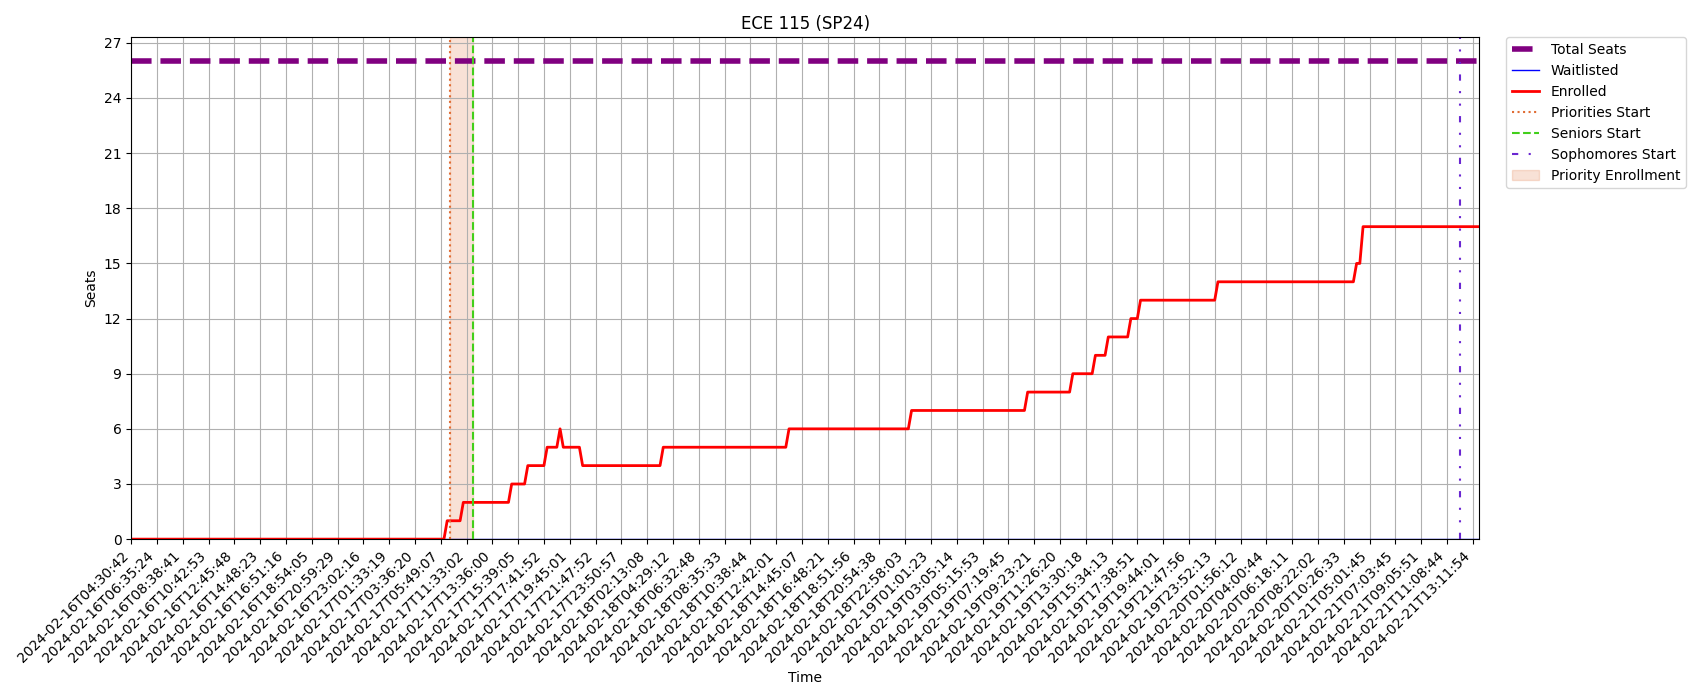 ECE 115 (SP24)
27
24
21
18
15
12
9
6
3
0
Seats
2024-02-16T04:30:42
2024-02-16T06:35:24
2024-02-16T08:38:41
2024-02-16T10:42:53
2024-02-16T12:45:48
2024-02-16T14:48:23
2024-02-16T16:51:16
2024-02-16T18:54:05
2024-02-16T20:59:29
2024-02-16T23:02:16
2024-02-17T01:33:19
2024-02-17T03:36:20
2024-02-17T05:49:07
2024-02-17T11:33:02
2024-02-17T13:36:00
2024-02-17T15:39:05
2024-02-17T17:41:52
2024-02-17T19:45:01
2024-02-17T21:47:52
2024-02-17T23:50:57
2024-02-18T02:13:08
2024-02-18T04:29:12
2024-02-18T06:32:48
2024-02-18T08:35:33
2024-02-18T10:38:44
2024-02-18T12:42:01
2024-02-18T14:45:07
2024-02-18T16:48:21
2024-02-18T18:51:56
2024-02-18T20:54:38
2024-02-18T22:58:03
2024-02-19T01:01:23
2024-02-19T03:05:14
2024-02-19T05:15:53
2024-02-19T07:19:45
2024-02-19T09:23:21
2024-02-19T11:26:20
2024-02-19T13:30:18
2024-02-19T15:34:13
2024-02-19T17:38:51
2024-02-19T19:44:01
2024-02-19T21:47:56
2024-02-19T23:52:13
2024-02-20T01:56:12
2024-02-20T04:00:44
2024-02-20T06:18:11
2024-02-20T08:22:02
2024-02-20T10:26:33
2024-02-21T05:01:45
2024-02-21T07:03:45
2024-02-21T09:05:51
2024-02-21T11:08:44
2024-02-21T13:11:54
Time
Total Seats
Waitlisted
Enrolled
Priorities Start
Seniors Start
Sophomores Start
Priority Enrollment